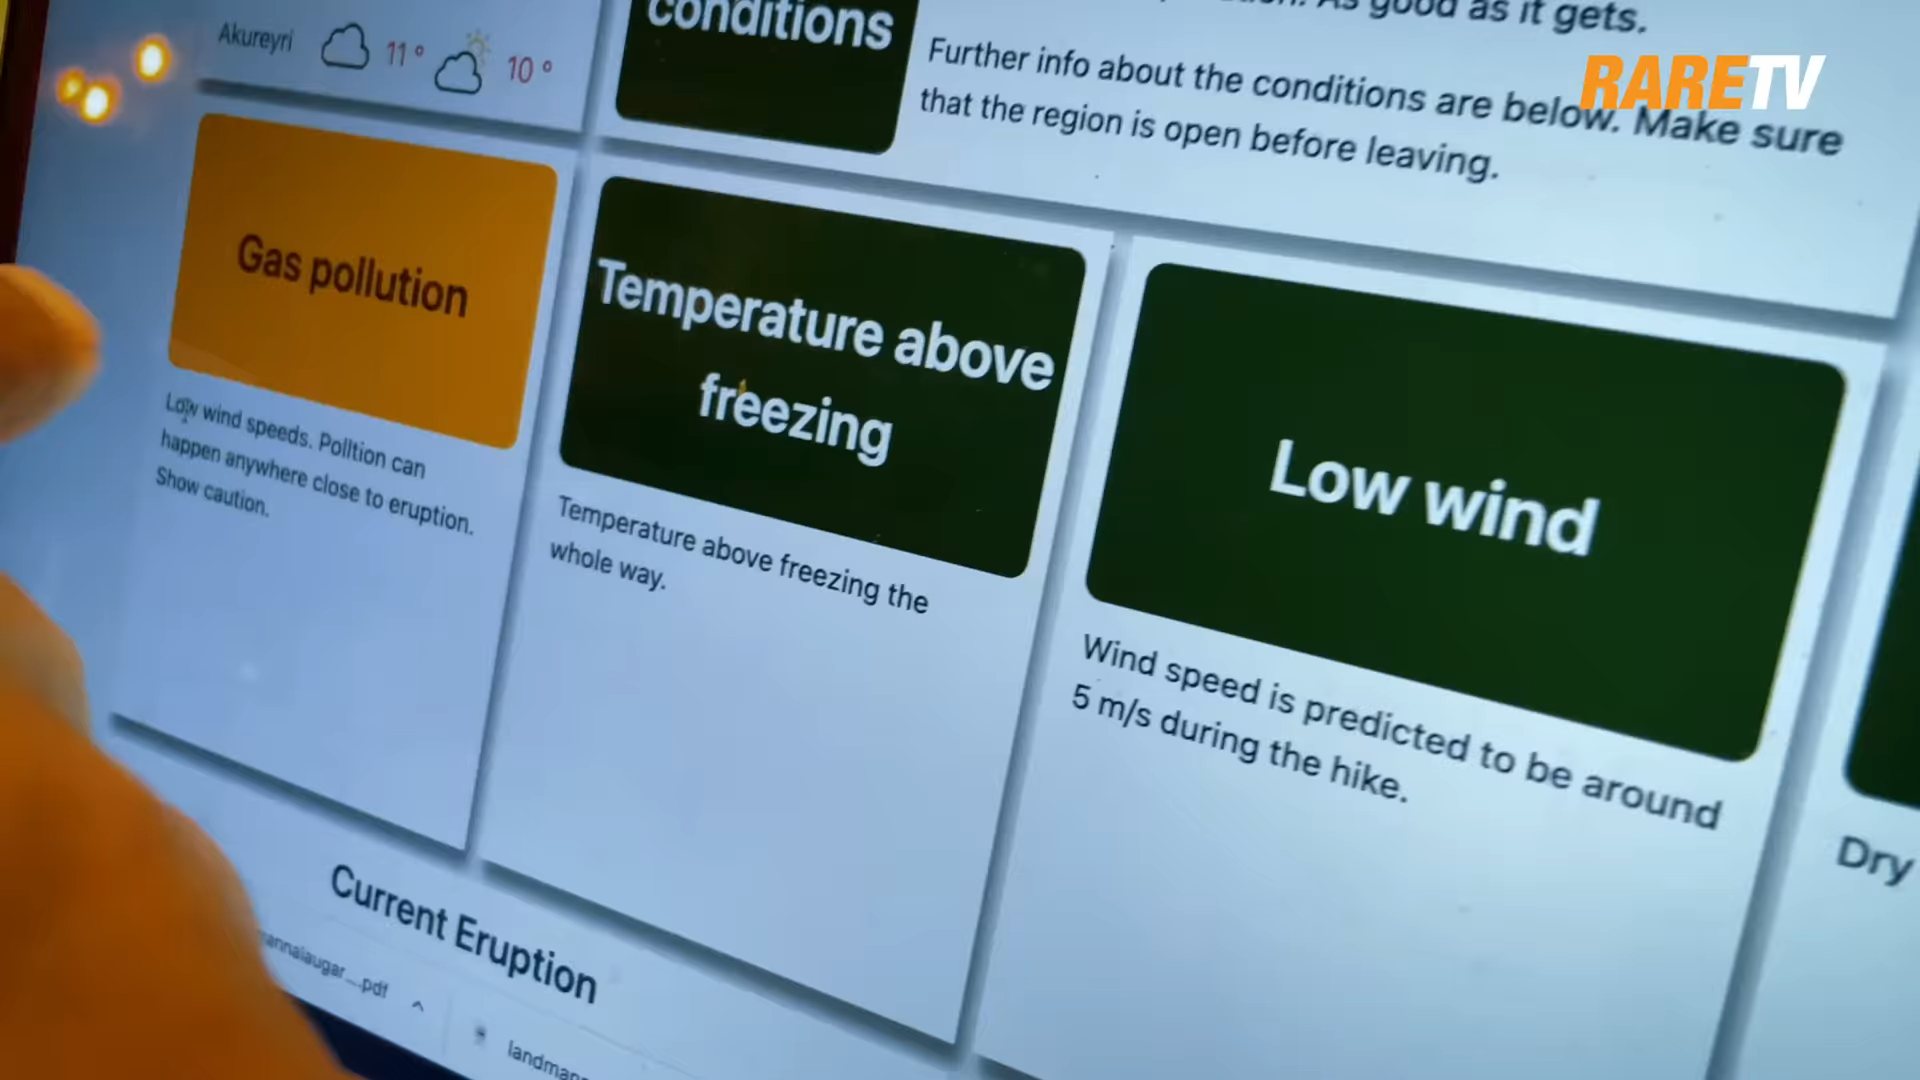 Akureyri 11° 10°
conditions
As good as it gets.
Further info about the conditions are below. Make sure
that the region is open before leaving.
RARETV
Gas pollution
Low wind speeds. Polltion can
happen anywhere close to eruption.
Show caution.
Temperature above
freezing
Temperature above freezing the
whole way.
Low wind
Wind speed is predicted to be around
5 m/s during the hike.
Dry
Current Eruption